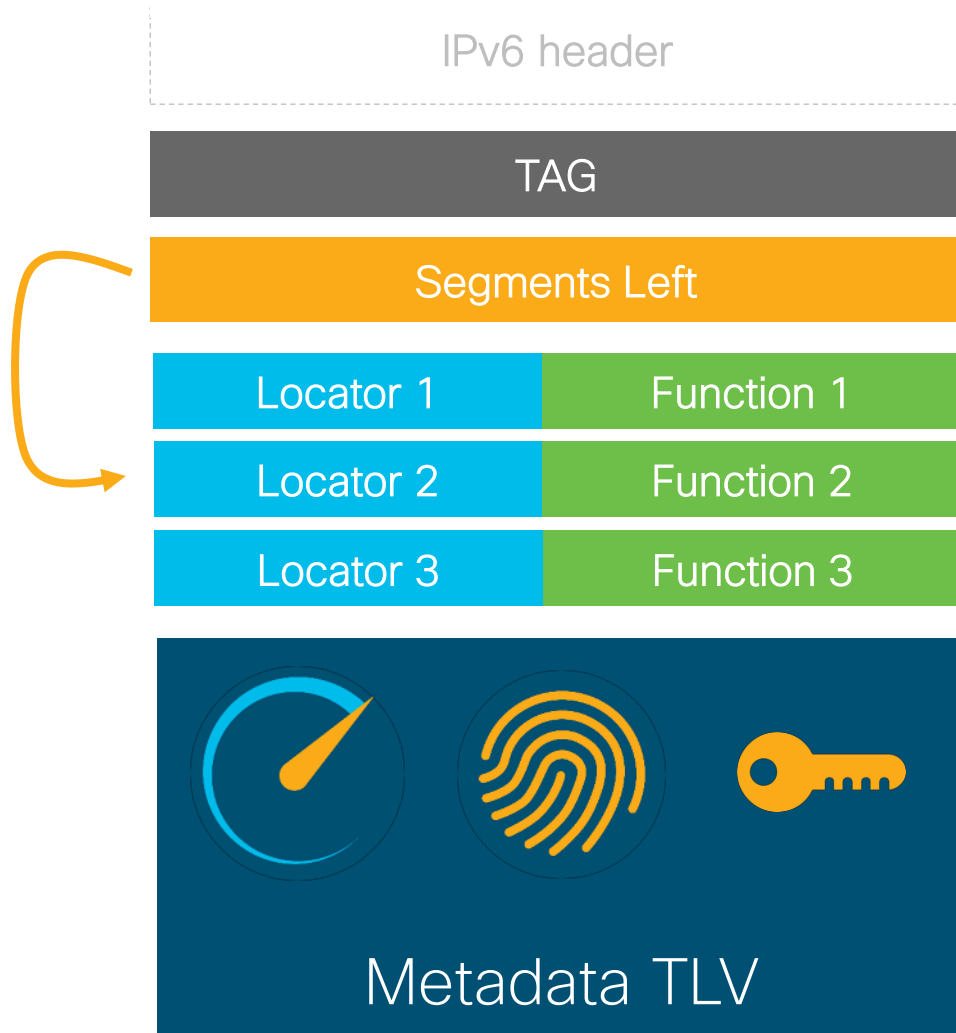 IPv6 header
TAG
Segments Left
Locator 1 Function 1
Locator 2 Function 2
Locator 3 Function 3
Metadata TLV